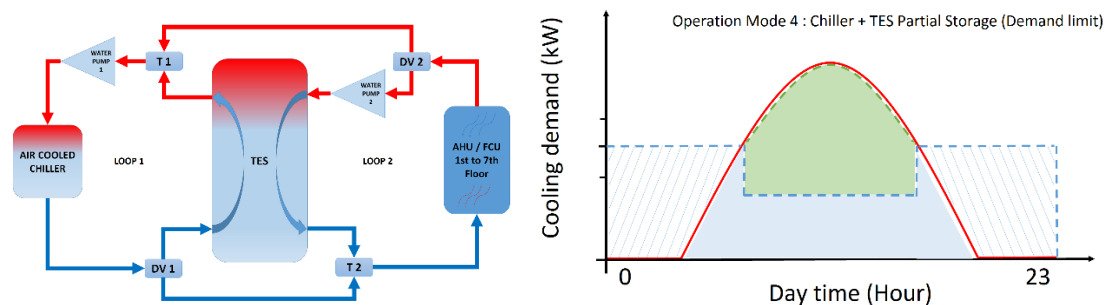 WATER
PUMP
1
T 1
DV 2
WATER
PUMP
2
AIR COOLED
CHILLER
LOOP 1
TES
LOOP 2
AHU / FCU
1st to 7th
Floor
DV 1
T 2
Operation Mode 4 : Chiller + TES Partial Storage (Demand limit)
Cooling demand (kW)
0
23
Day time (Hour)